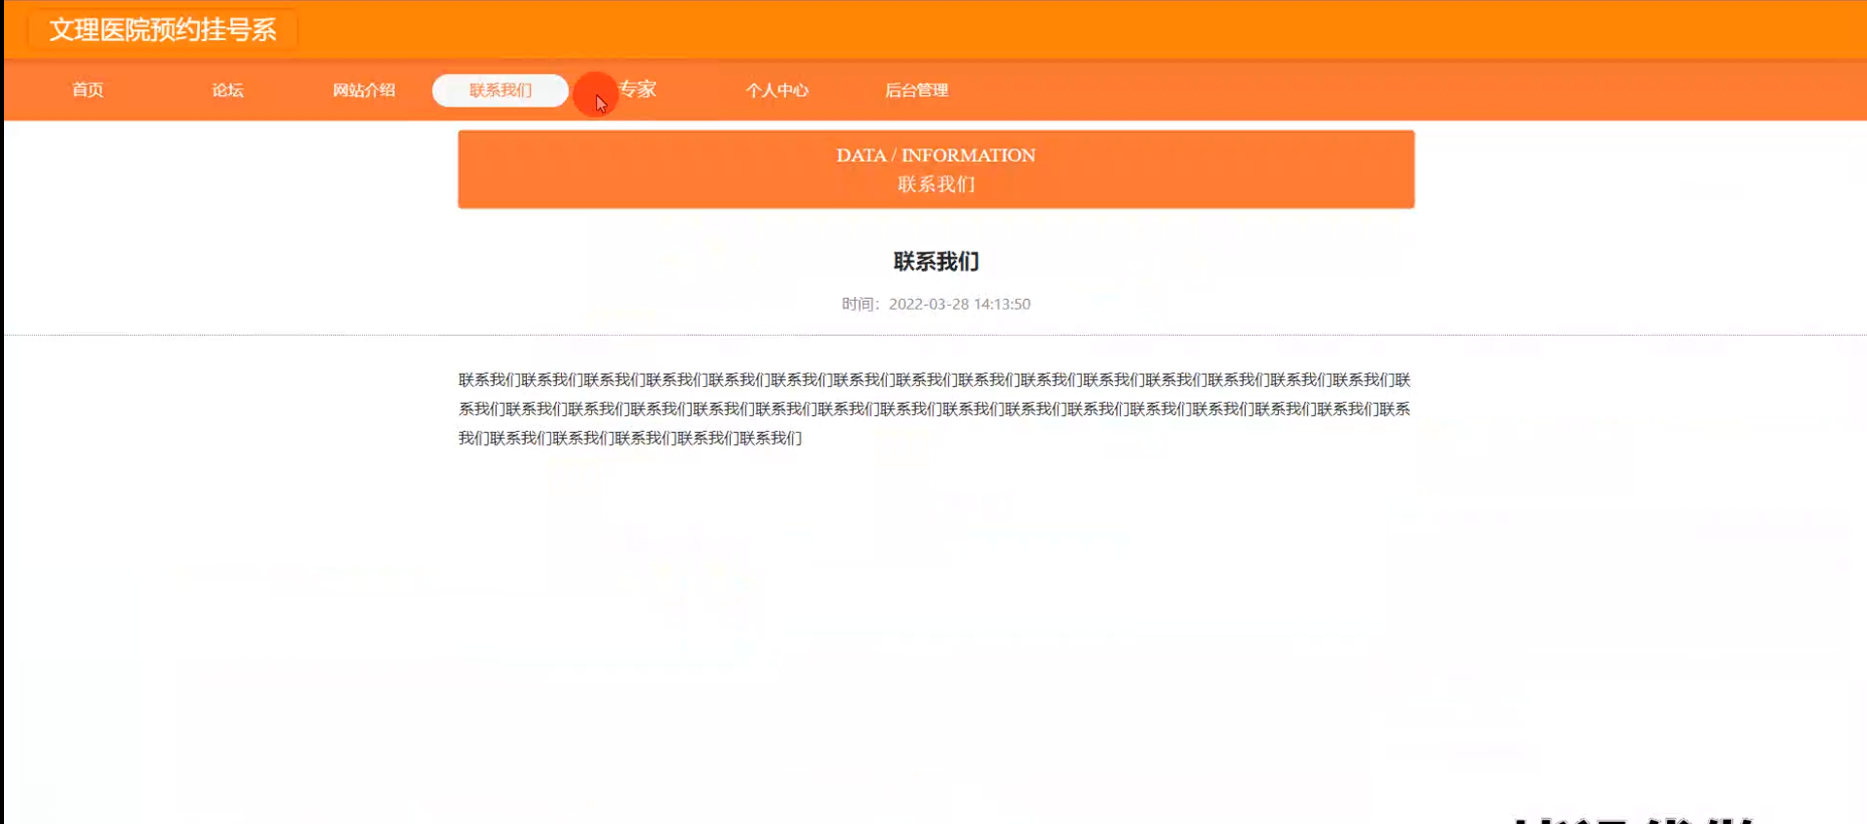 文理医院预约挂号系
首页 论坛 网站介绍 联系我们 专家 个人中心 后台管理
DATA / INFORMATION
联系我们
联系我们
时间：2022-03-28 14:13:50
联系我们联系我们联系我们联系我们联系我们联系我们联系我们联系我们联系我们联系我们联系我们联系我们联系我们联系我们联系我们联
系我们联系我们联系我们联系我们联系我们联系我们联系我们联系我们联系我们联系我们联系我们联系我们联系我们联系我们联系我们联系
我们联系我们联系我们联系我们联系我们联系我们